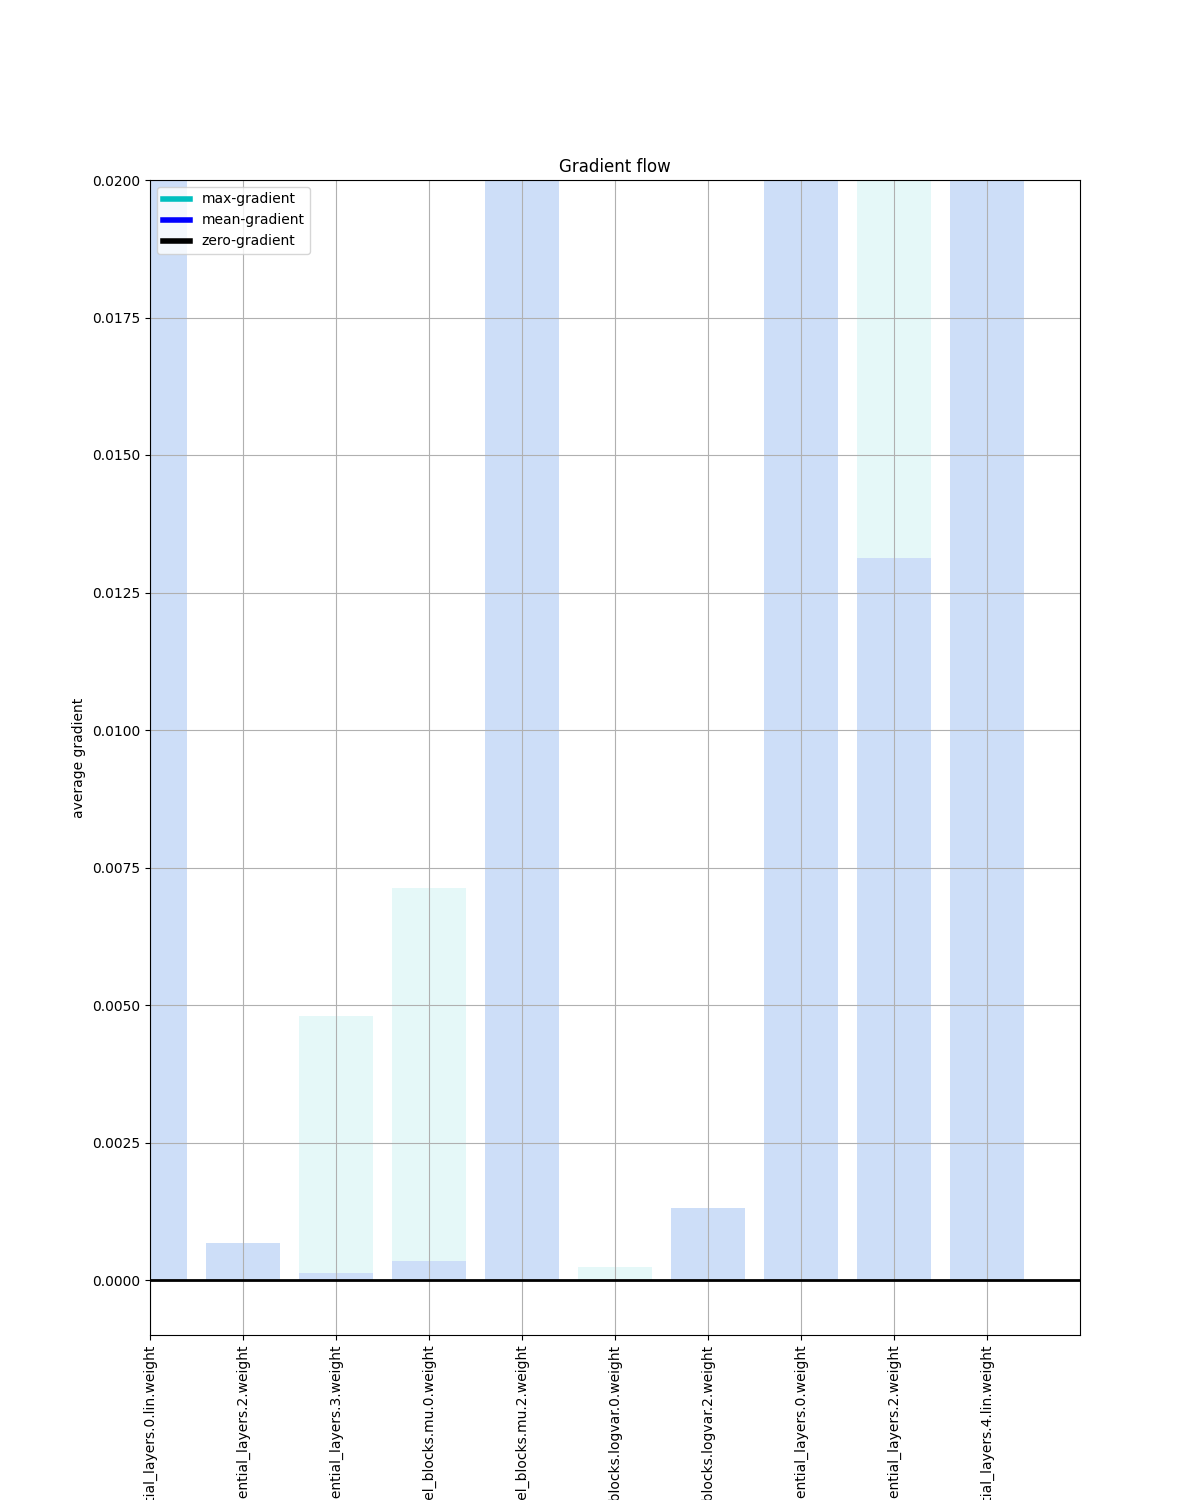 Gradient flow
max-gradient
mean-gradient
zero-gradient
0.0200
0.0175
0.0150
0.0125
0.0100
0.0075
0.0050
0.0025
0.0000
average gradient
tial_layers.0.lin.weight
ential_layers.2.weight
ential_layers.3.weight
el_blocks.mu.0.weight
el_blocks.mu.2.weight
blocks.logvar.0.weight
blocks.logvar.2.weight
ential_layers.0.weight
ential_layers.2.weight
tial_layers.4.lin.weight